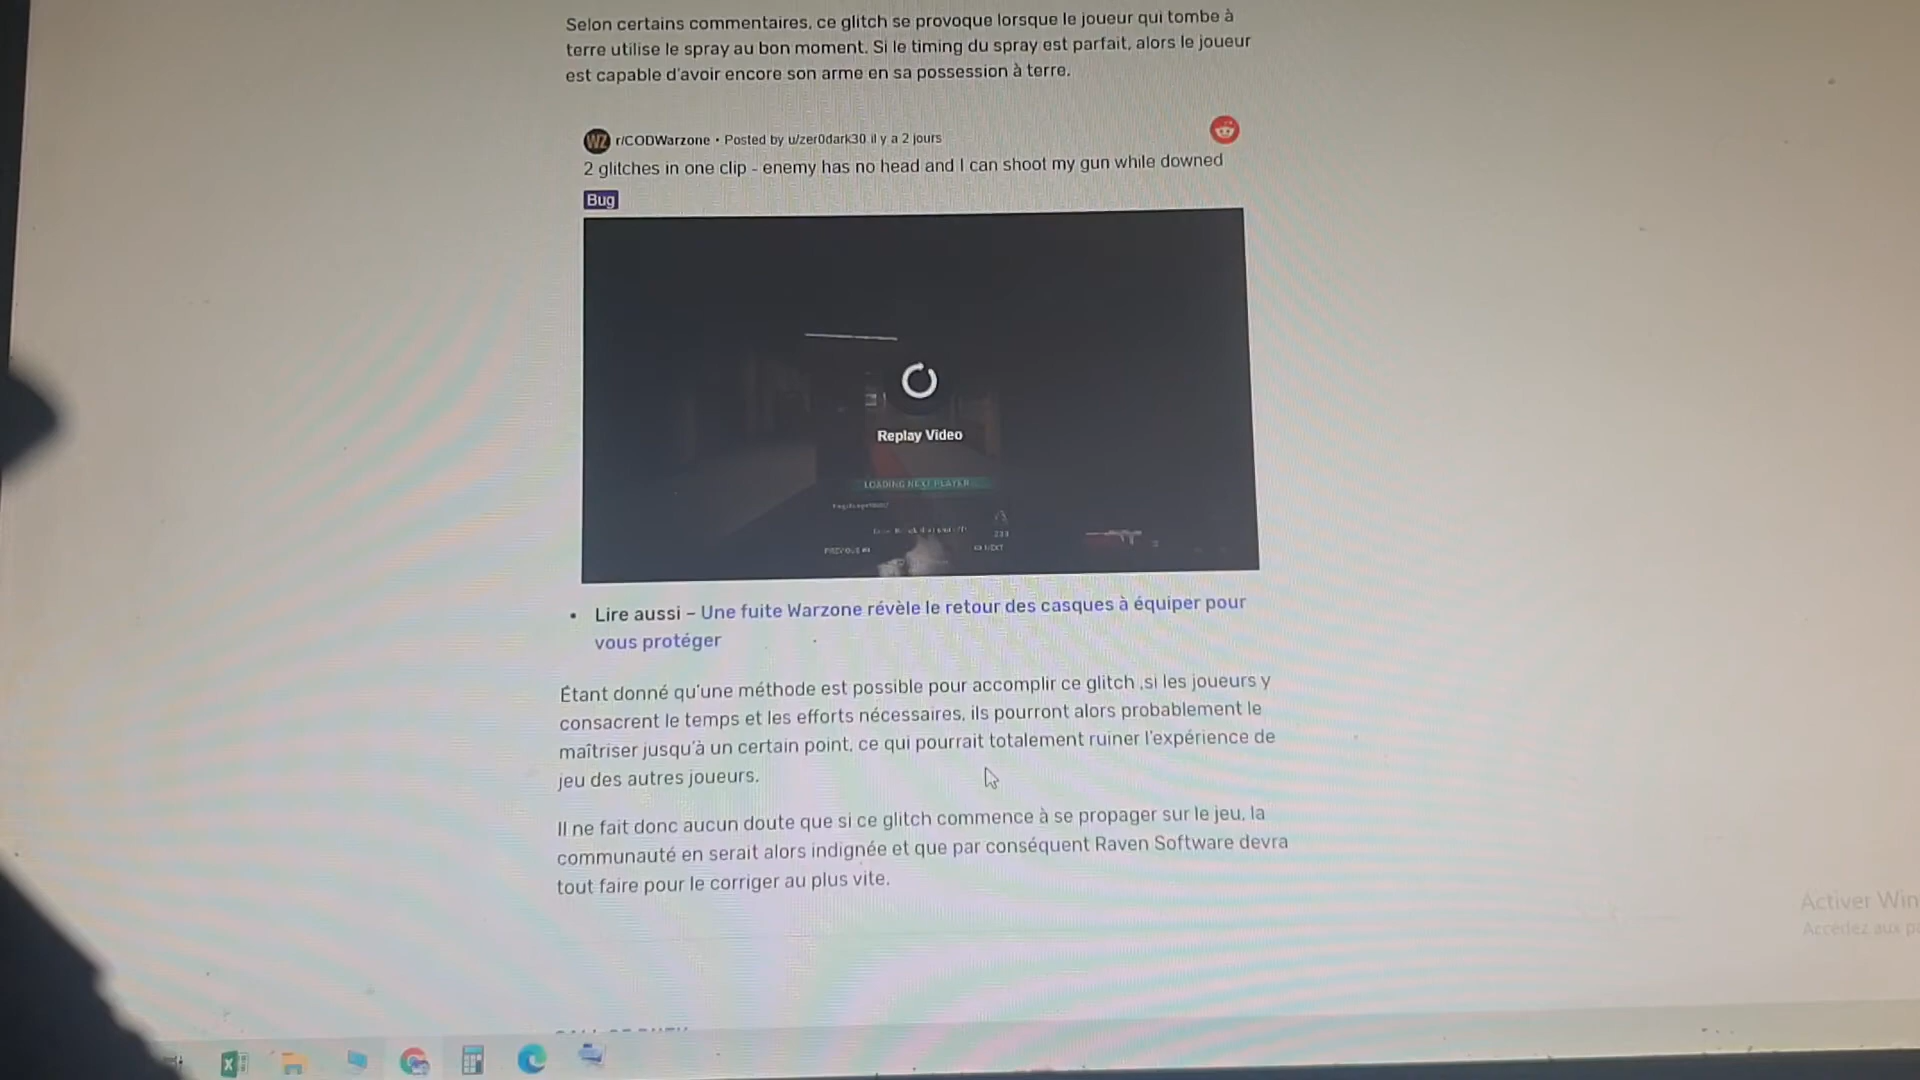 Selon certains commentaires, ce glitch se provoque lorsque le joueur qui tombe à
terre utilise le spray au bon moment. Si le timing du spray est parfait, alors le joueur
est capable d'avoir encore son arme en sa possession à terre.
WZ r/CODWarzone • Posted by u/zer0dark30 il y a 2 jours
2 glitches in one clip - enemy has no head and I can shoot my gun while downed
Bug
Replay Video
LOADING NEXT PLAYER
PREVIOUS
NEXT
• Lire aussi – Une fuite Warzone révèle le retour des casques à équiper pour
vous protéger
Étant donné qu'une méthode est possible pour accomplir ce glitch ,si les joueurs y
consacrent le temps et les efforts nécessaires, ils pourront alors probablement le
maîtriser jusqu'à un certain point, ce qui pourrait totalement ruiner l'expérience de
jeu des autres joueurs.
Il ne fait donc aucun doute que si ce glitch commence à se propager sur le jeu, la
communauté en serait alors indignée et que par conséquent Raven Software devra
tout faire pour le corriger au plus vite.
Activer Win
Accédez aux pa